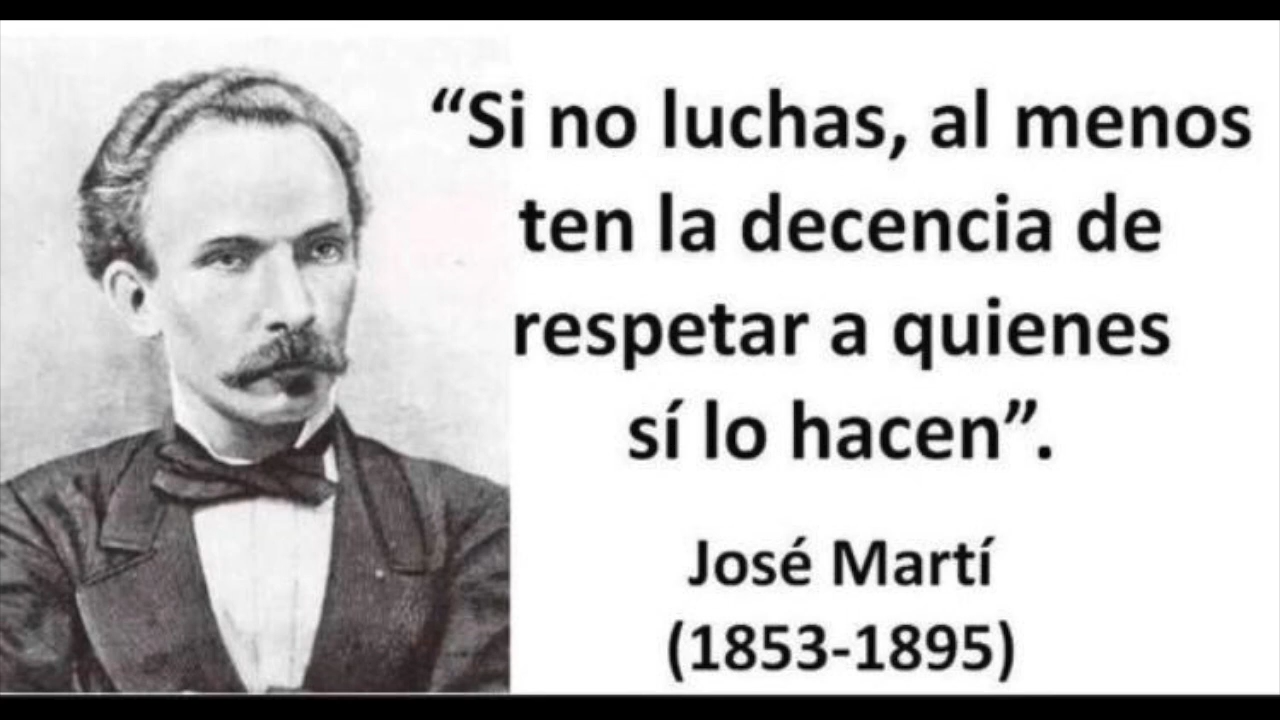 “Si no luchas, al menos
ten la decencia de
respetar a quienes
sí lo hacen”.
José Martí
(1853-1895)